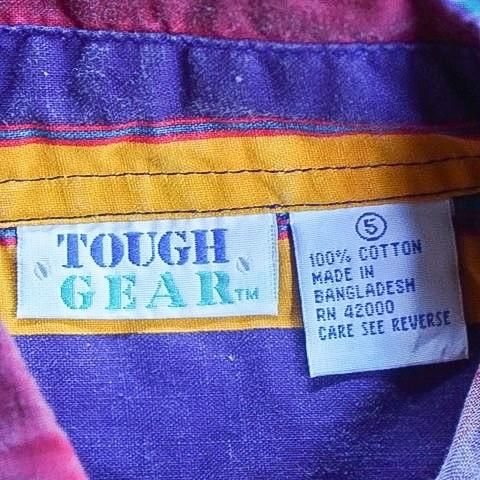 TOUGH
GEAR™
5
100% COTTON
MADE IN
BANGLADESH
RN 42000
CARE SEE REVERSE